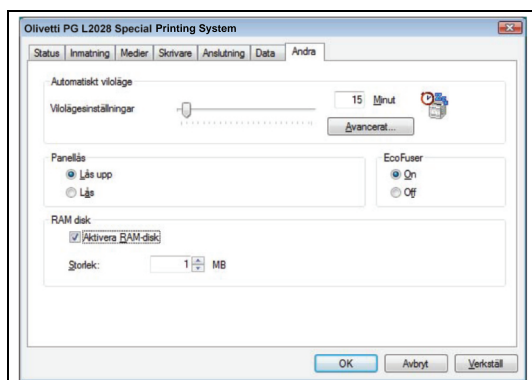 Olivetti PG L2028 Special Printing System
Status Inmatning Medier Skrivare Anslutning Data Andra
Automatiskt viloläge
Vilolägesinställningar 15 Minut
Avancerat...
Panellås
Lås upp
Lås
EcoFuser
On
Off
RAM disk
Aktivera RAM-disk
Storlek: 1 MB
OK Avbryt Verkställ